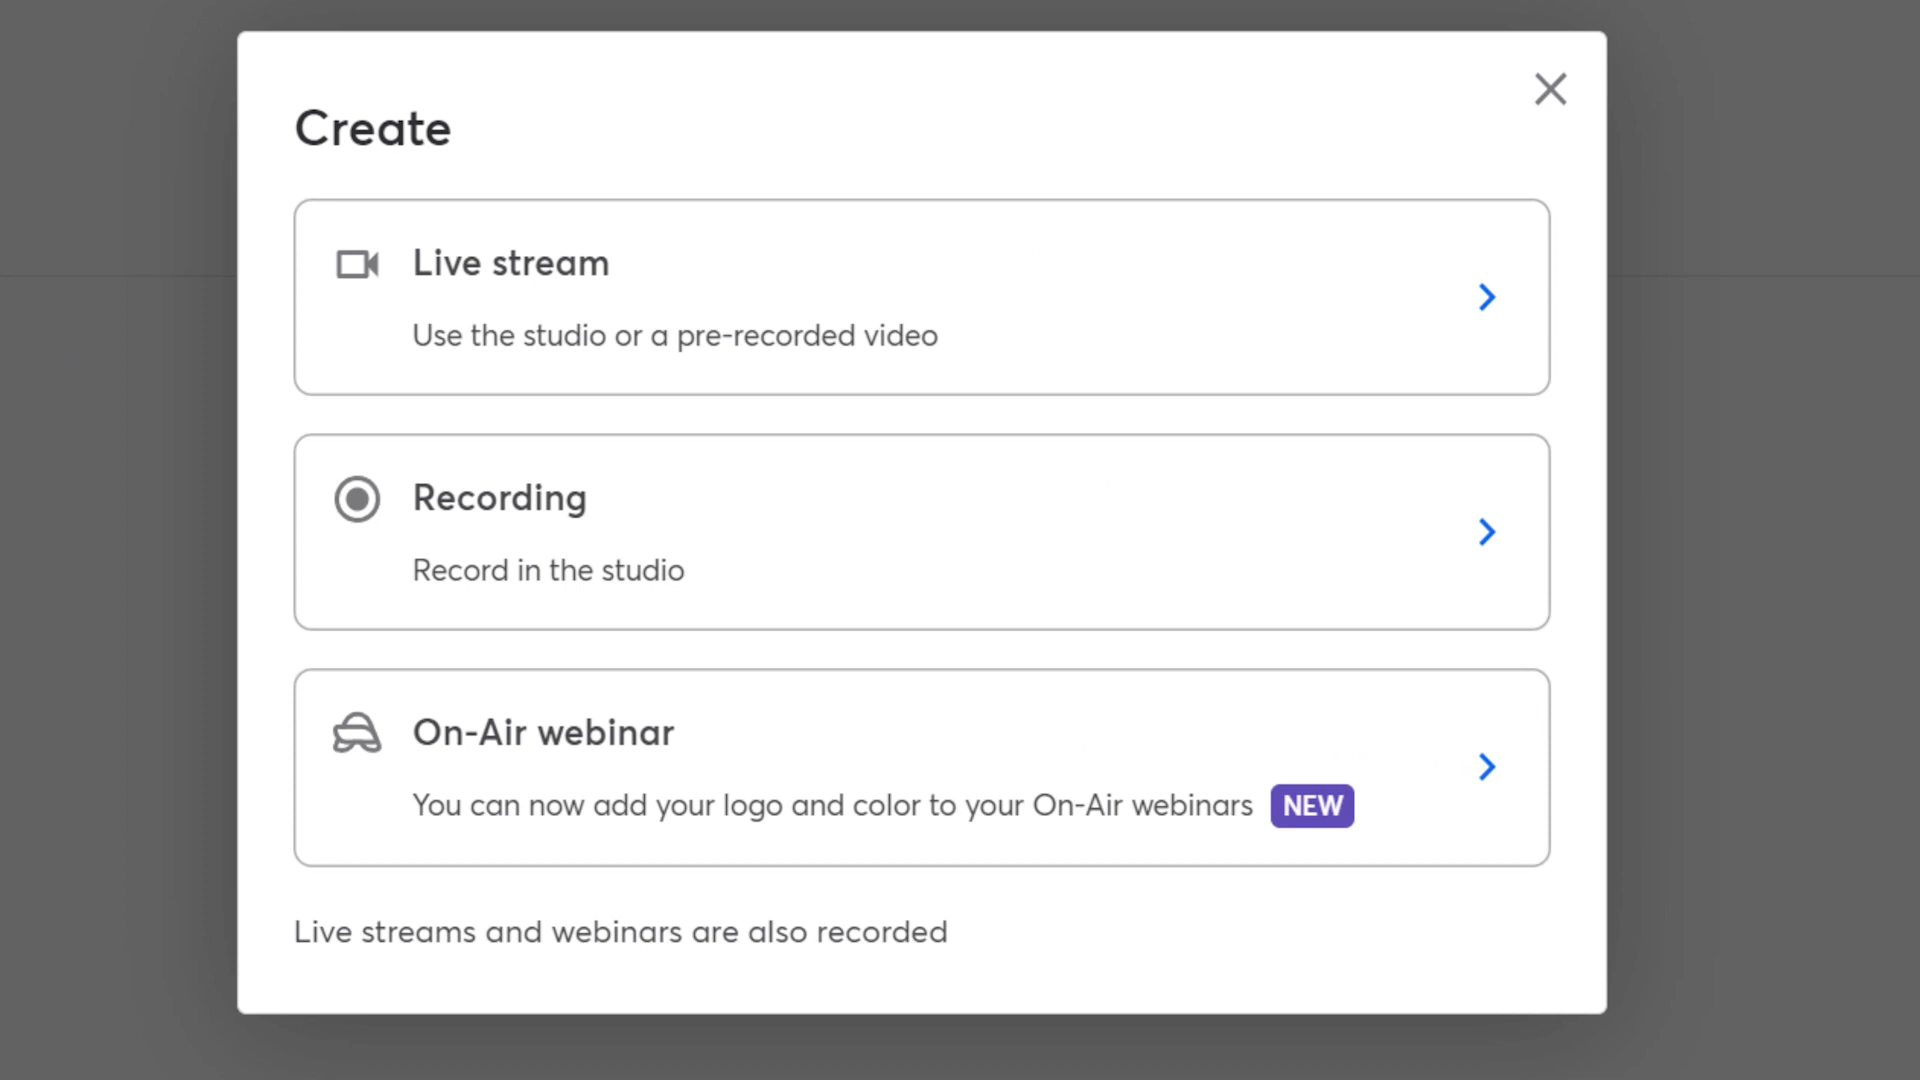 Create
Live stream
Use the studio or a pre-recorded video
Recording
Record in the studio
On-Air webinar
You can now add your logo and color to your On-Air webinars NEW
Live streams and webinars are also recorded